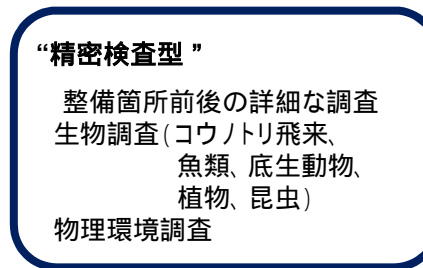 “精密検査型 ”
整備箇所前後の詳細な調査
生物調査(コウノトリ飛来、
魚類、底生動物、
植物、昆虫)
物理環境調査